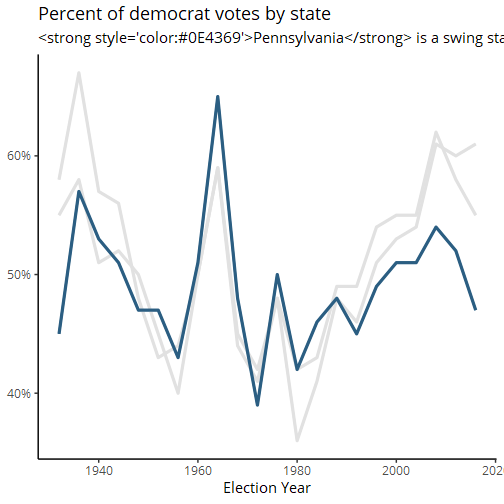 Percent of democrat votes by state
<strong style='color:#0E4369'>Pennsylvania</strong> is a swing sta
60%
50%
40%
1940 1960 1980 2000 202
Election Year